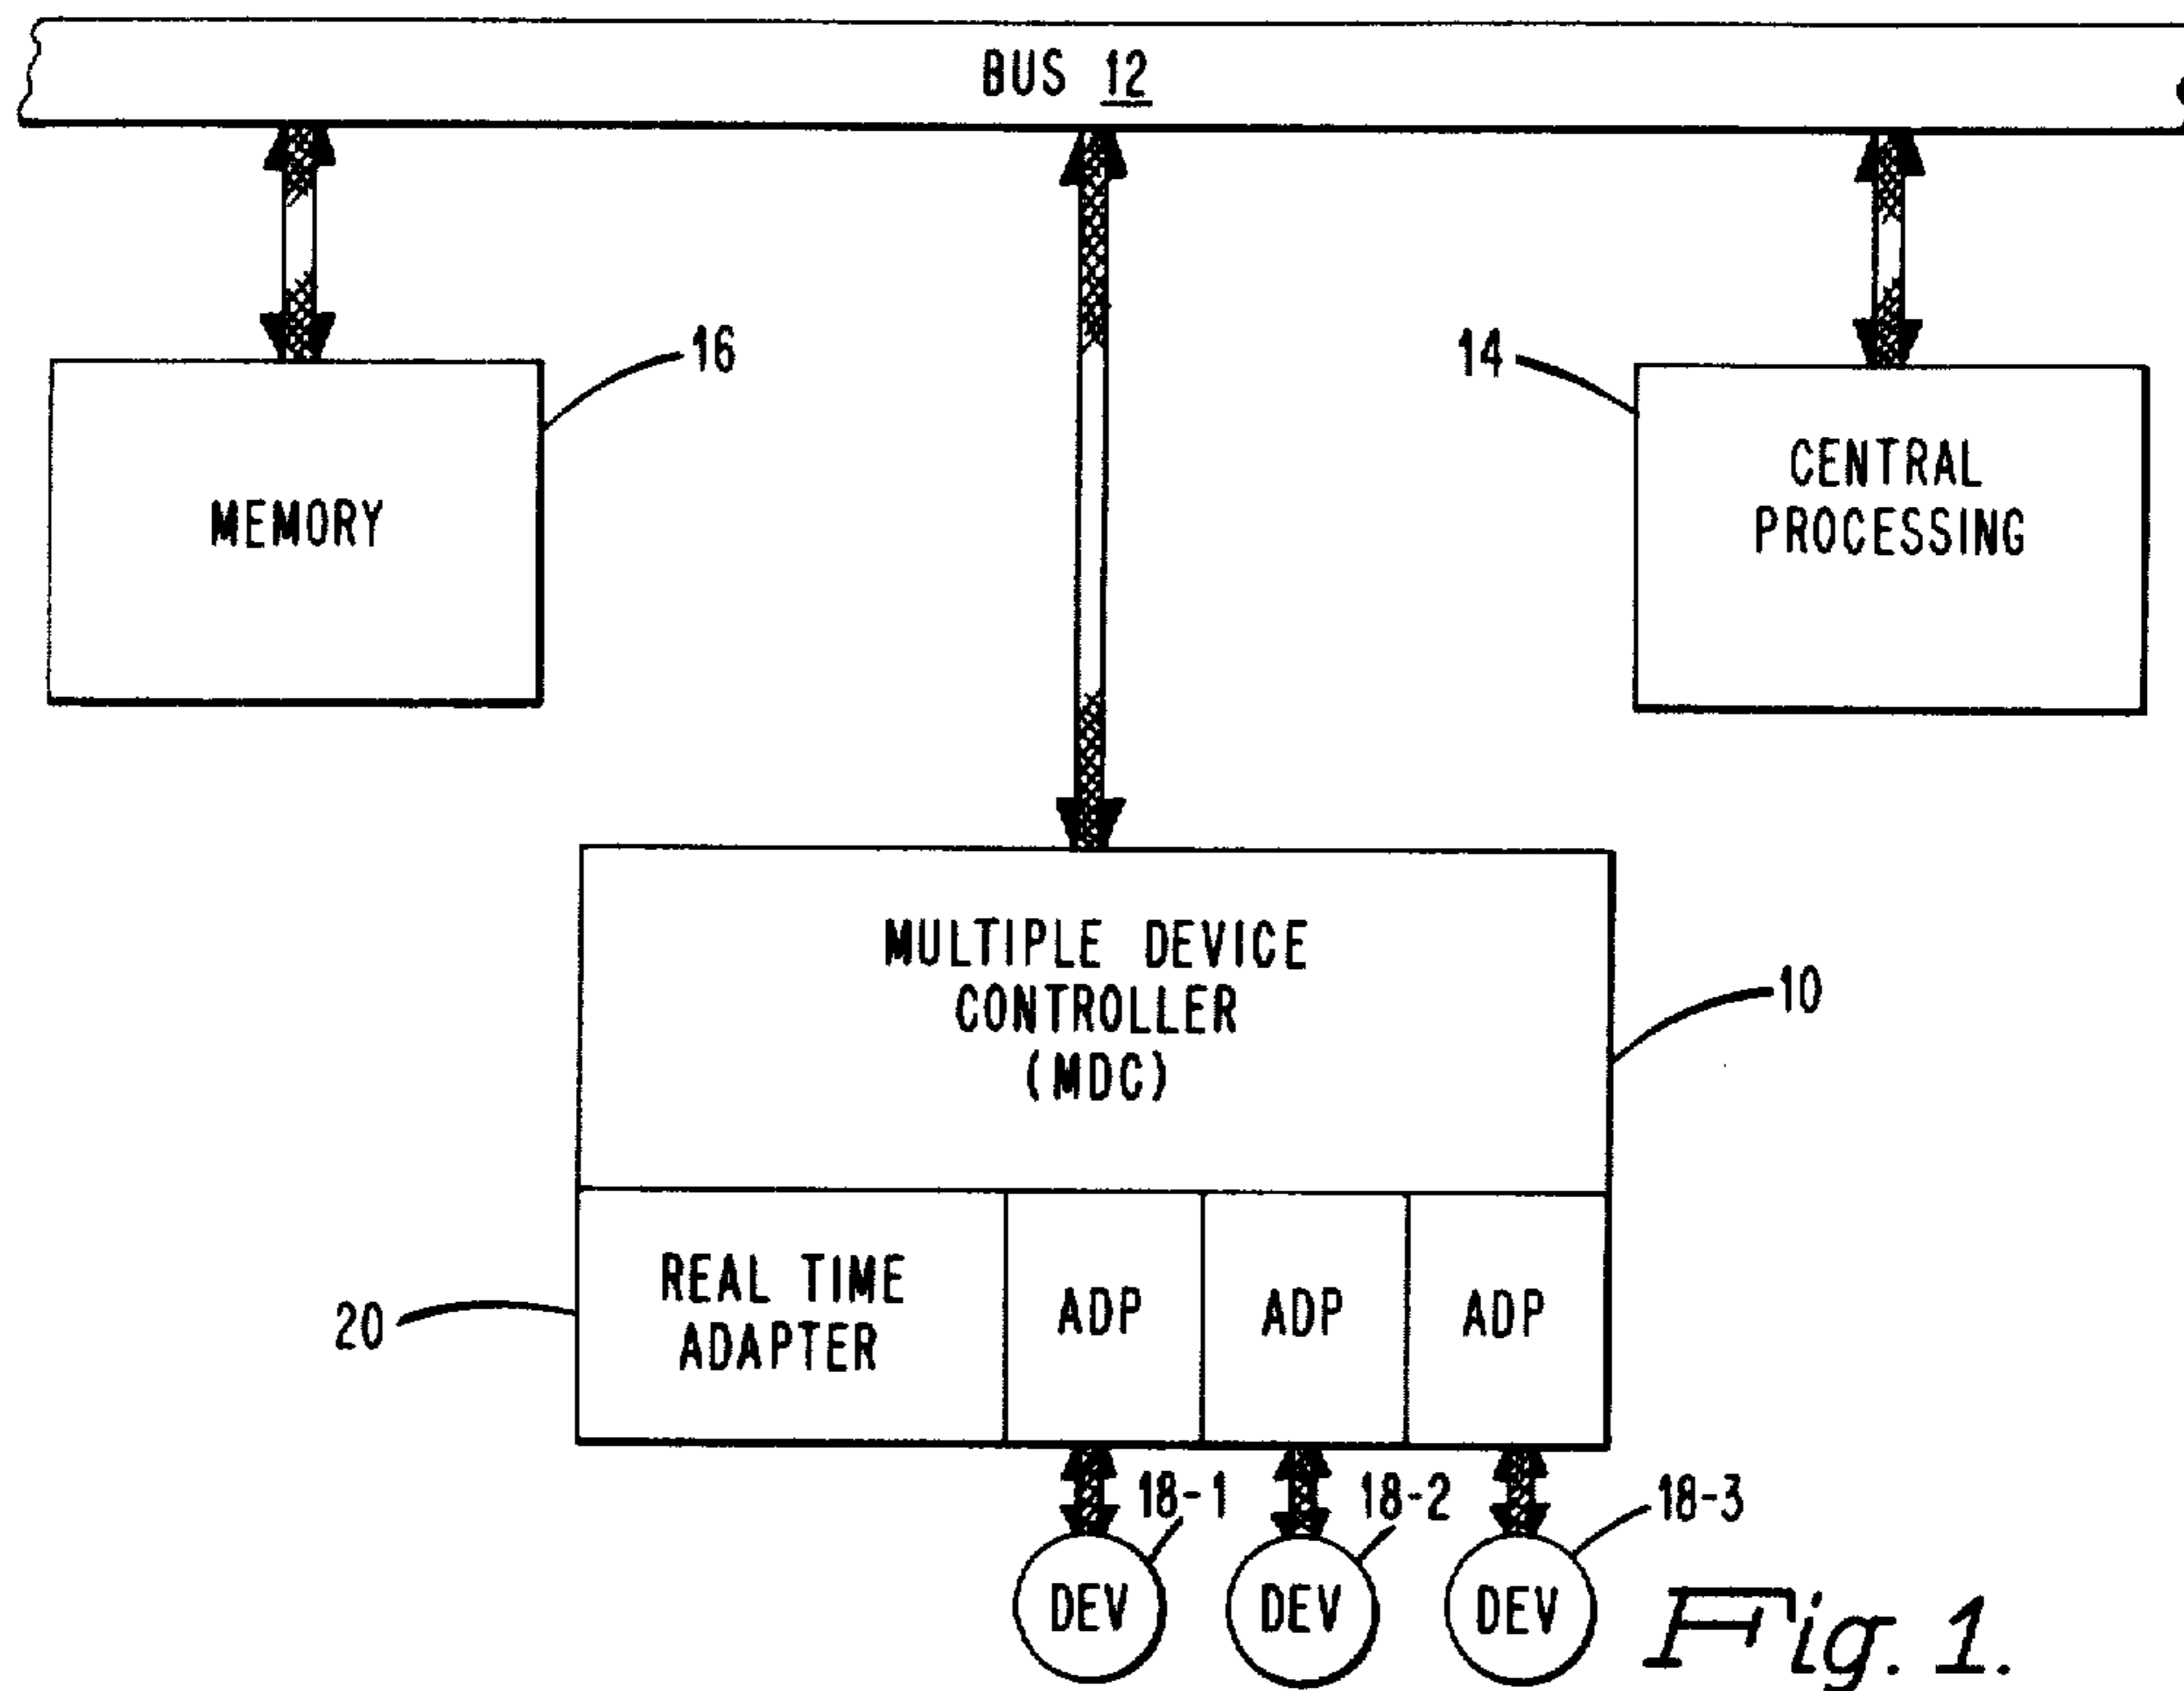 BUS 12
16
14
MEMORY
CENTRAL
PROCESSING
MULTIPLE DEVICE
CONTROLLER
(MDC)
10
20
REAL TIME
ADAPTER
ADP
ADP
ADP
18-1
18-2
18-3
DEV
DEV
DEV
Fig. 1.